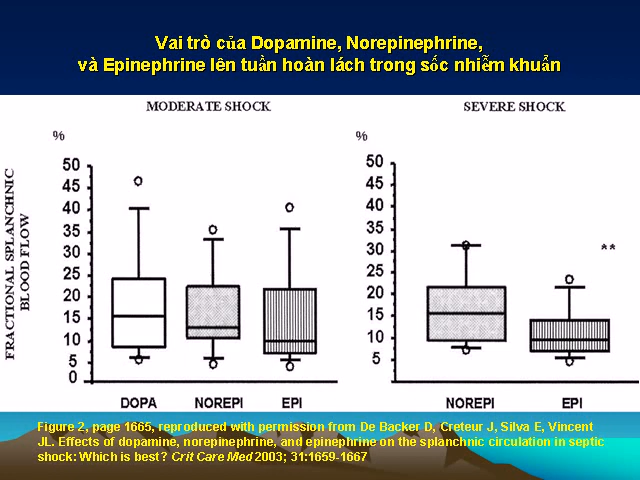 Vai trò của Dopamine, Norepinephrine,
và Epinephrine lên tuần hoàn lách trong sốc nhiễm khuẩn
MODERATE SHOCK
SEVERE SHOCK
%
%
FRACTIONAL SPLANCHNIC
BLOOD FLOW
50
45
40
35
30
25
20
15
10
5
0
50
45
40
35
30
25
20
15
10
5
**
DOPA NOREPI EPI
NOREPI EPI
Figure 2, page 1665, reproduced with permission from De Backer D, Creteur J, Silva E, Vincent
JL. Effects of dopamine, norepinephrine, and epinephrine on the splanchnic circulation in septic
shock: Which is best? Crit Care Med 2003; 31:1659-1667